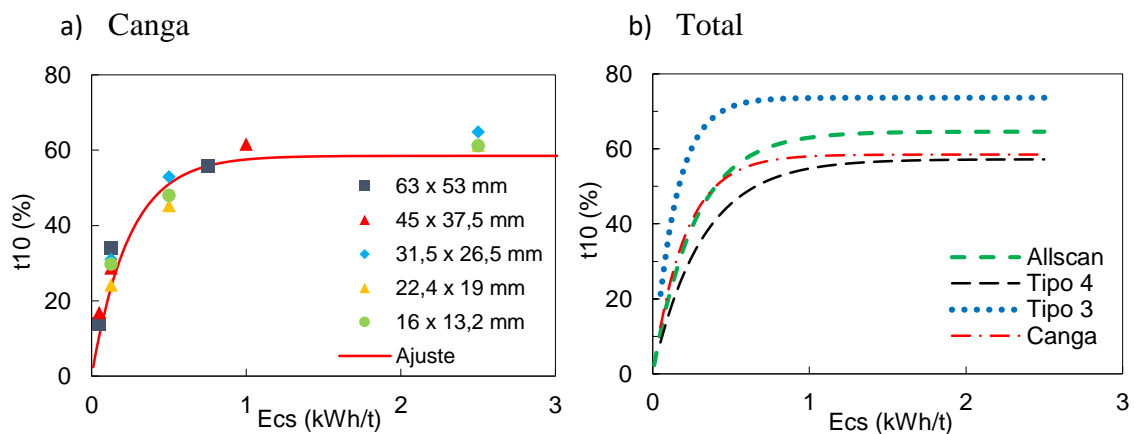 a) Canga
80
60
40
20
0
t10 (%)
0 1 2 3
Ecs (kWh/t)
63 x 53 mm
45 x 37,5 mm
31,5 x 26,5 mm
22,4 x 19 mm
16 x 13,2 mm
Ajuste
b) Total
80
60
40
20
0
t10 (%)
0 1 2 3
Ecs (kWh/t)
Allscan
Tipo 4
Tipo 3
Canga